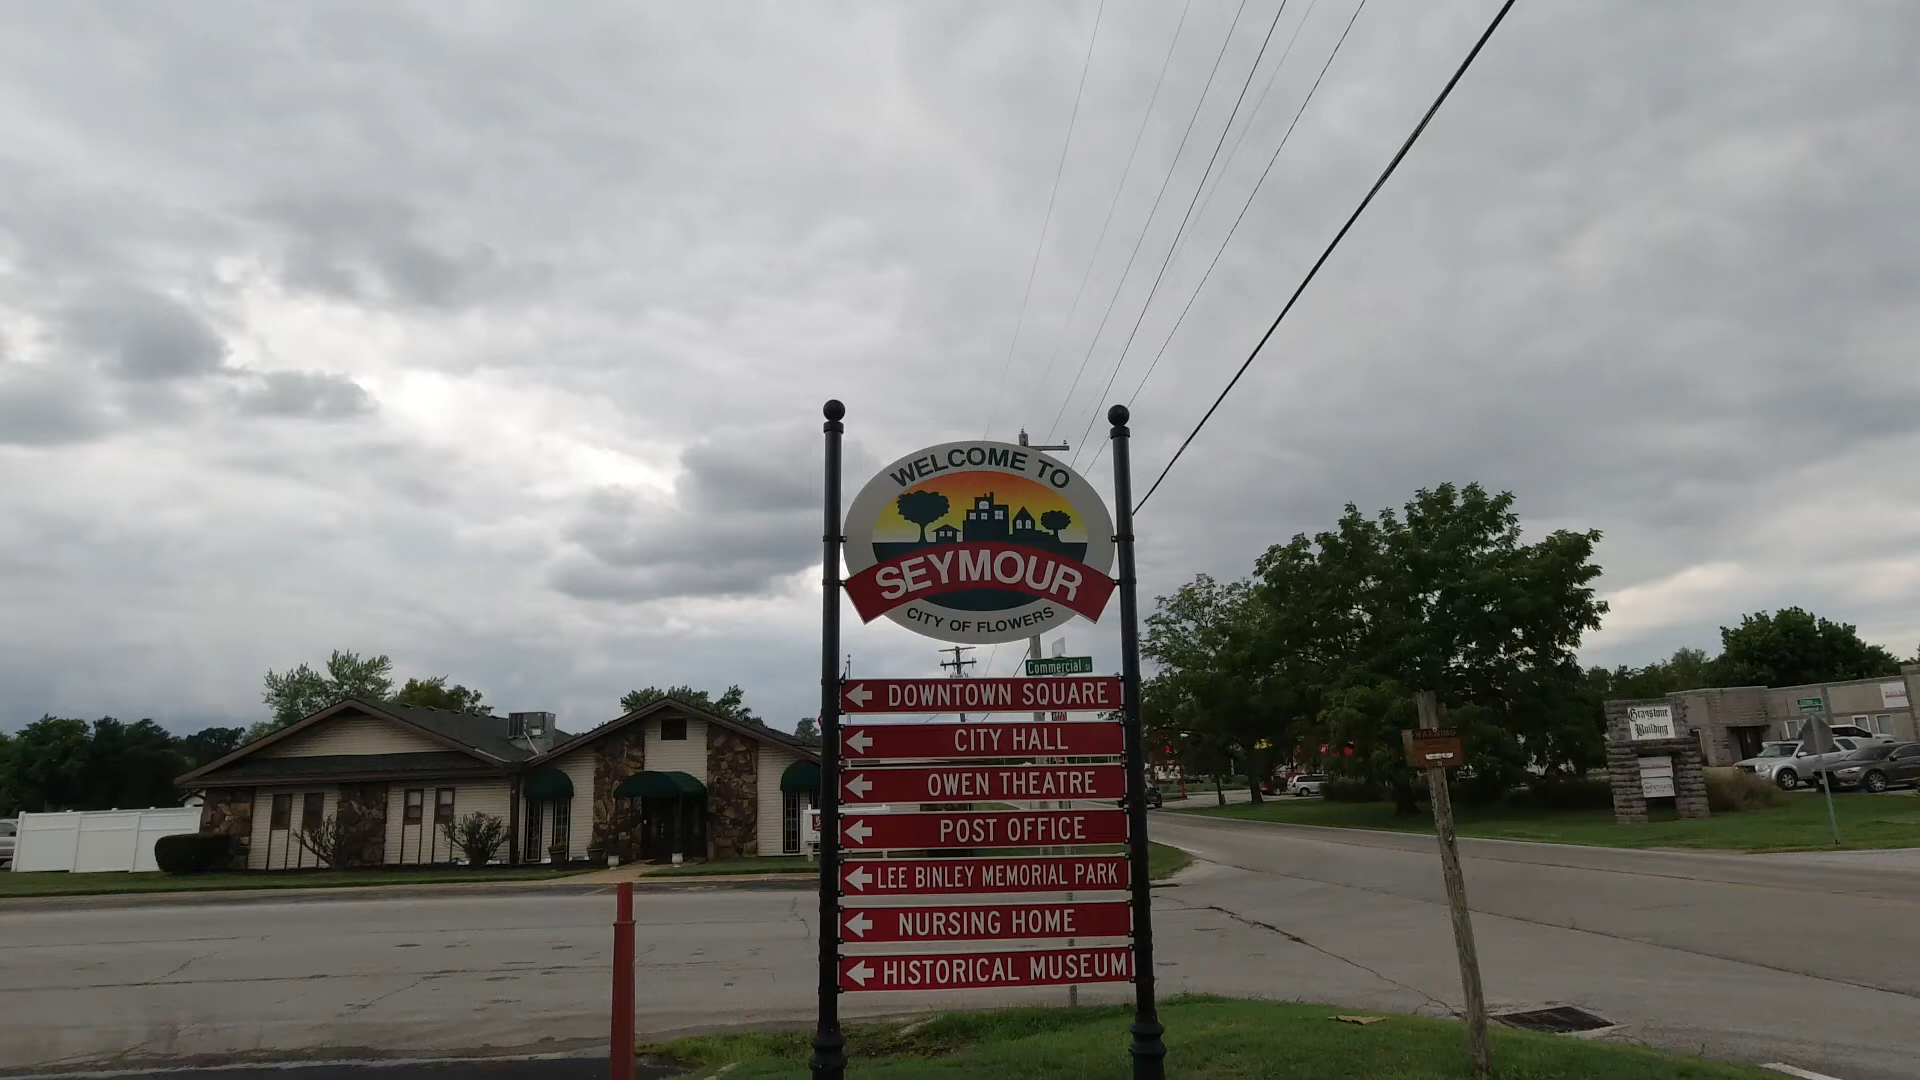 WELCOME TO
SEYMOUR
CITY OF FLOWERS
Commercial St
DOWNTOWN SQUARE
CITY HALL
OWEN THEATRE
POST OFFICE
LEE BINLEY MEMORIAL PARK
NURSING HOME
HISTORICAL MUSEUM
WARNING
Graystone
Building